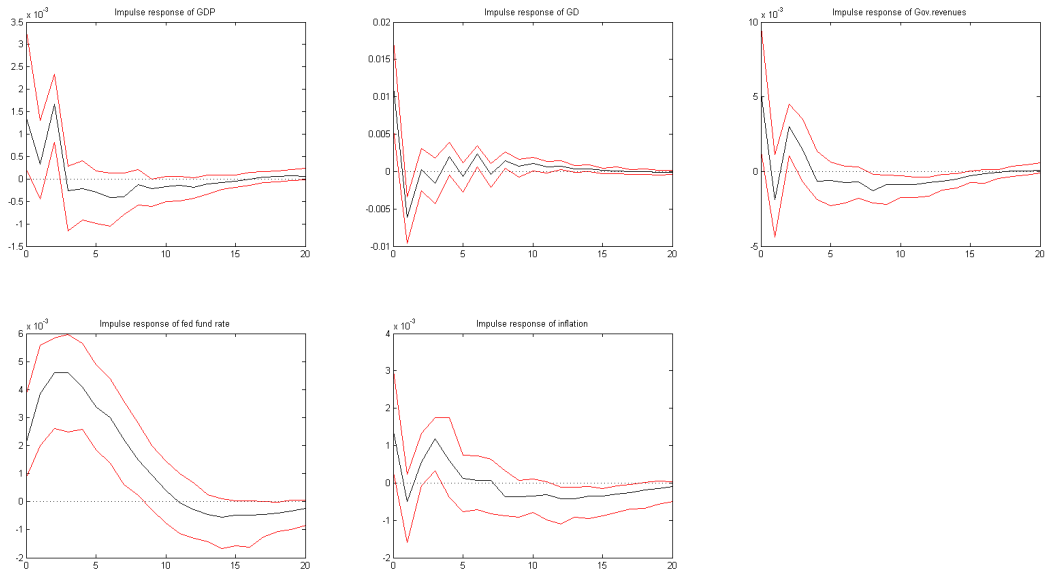 Impulse response of GDP
x 10⁻³
3.5
3
2.5
2
1.5
1
0.5
0
-0.5
-1
-1.5
0 5 10 15 20
Impulse response of GD
0.02
0.015
0.01
0.005
0
-0.005
-0.01
0 5 10 15 20
Impulse response of Gov.revenues
x 10⁻³
10
5
0
-5
0 5 10 15 20
Impulse response of fed fund rate
x 10⁻³
6
5
4
3
2
1
0
-1
-2
0 5 10 15 20
Impulse response of inflation
x 10⁻³
4
3
2
1
0
-1
-2
0 5 10 15 20